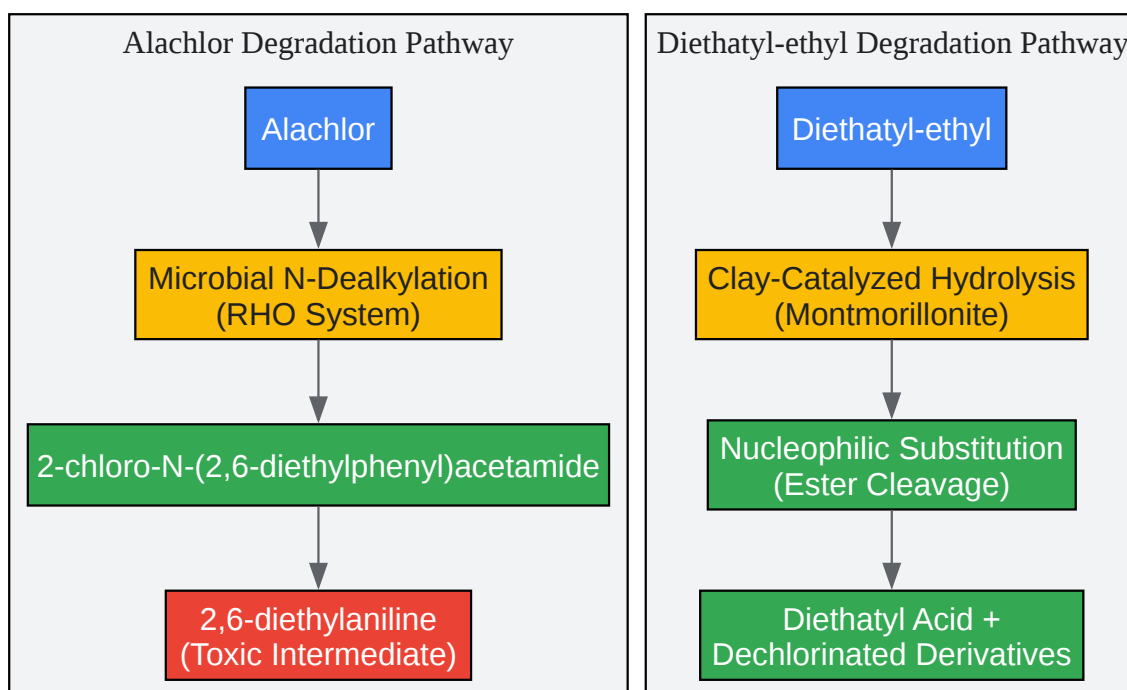 Alachlor Degradation Pathway
Alachlor
Microbial N-Dealkylation
(RHO System)
2-chloro-N-(2,6-diethylphenyl)acetamide
2,6-diethylaniline
(Toxic Intermediate)
Diethatyl-ethyl Degradation Pathway
Diethatyl-ethyl
Clay-Catalyzed Hydrolysis
(Montmorillonite)
Nucleophilic Substitution
(Ester Cleavage)
Diethatyl Acid +
Dechlorinated Derivatives